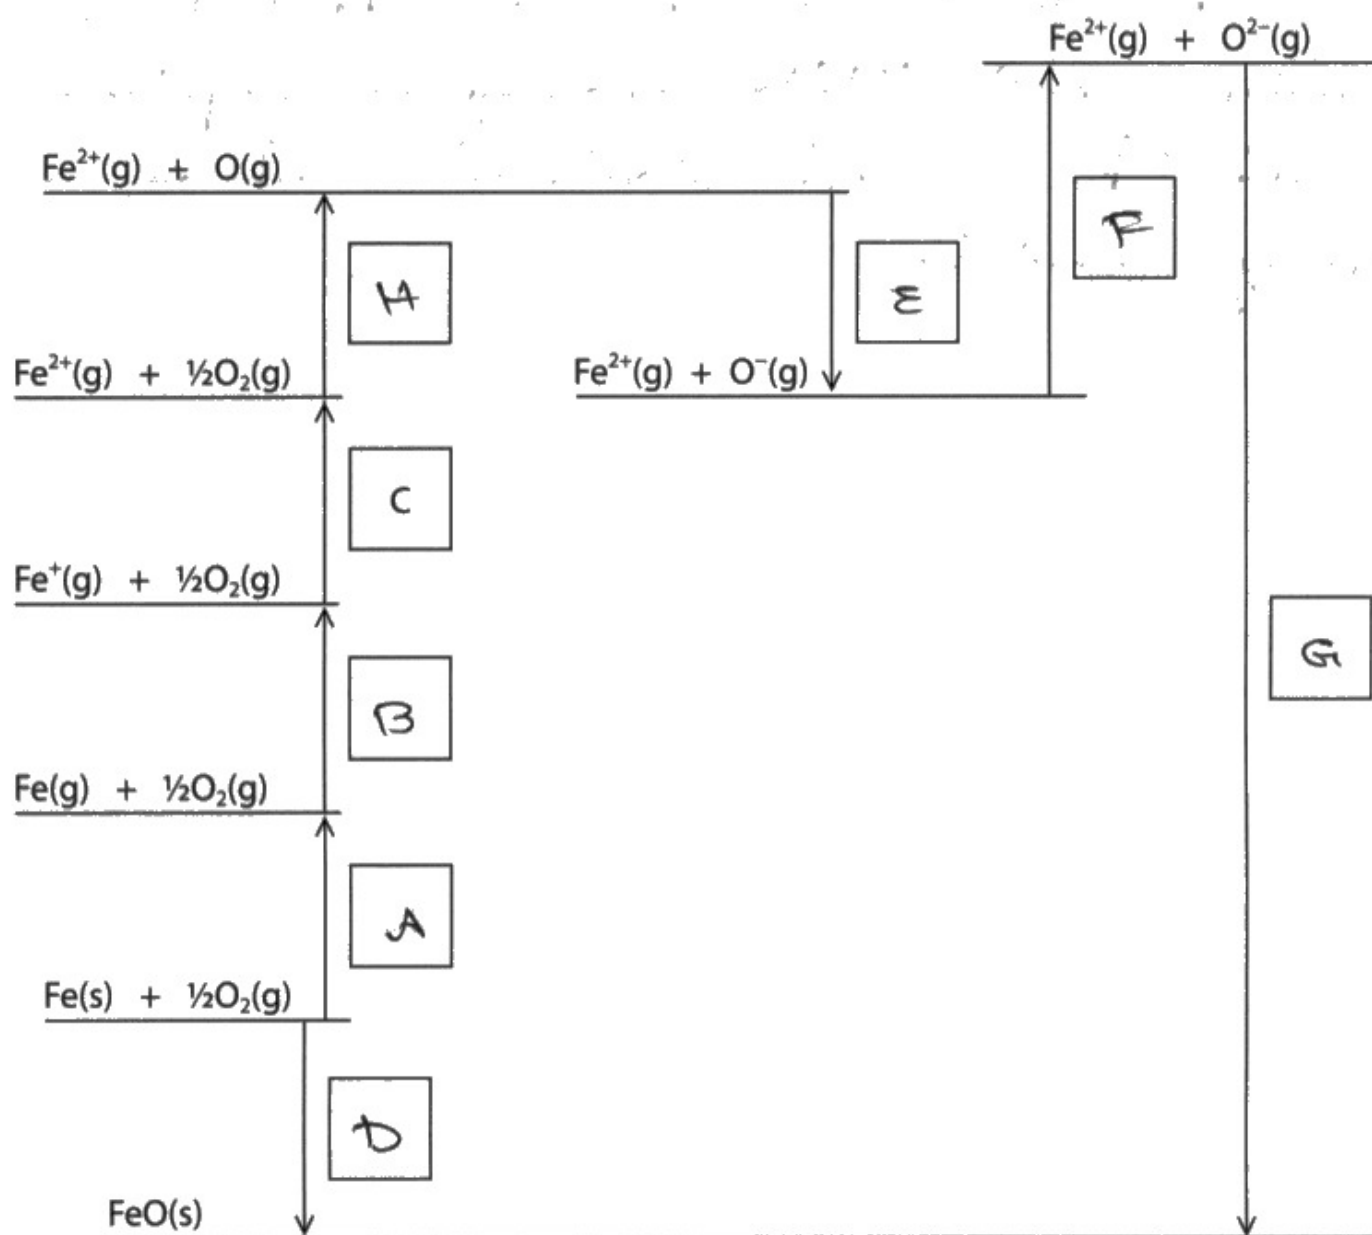 Fe²⁺(g) + O²⁻(g)
Fe²⁺(g) + O(g)
F
H
E
Fe²⁺(g) + ½O₂(g)
Fe²⁺(g) + O⁻(g)
C
Fe⁺(g) + ½O₂(g)
G
B
Fe(g) + ½O₂(g)
A
Fe(s) + ½O₂(g)
D
FeO(s)